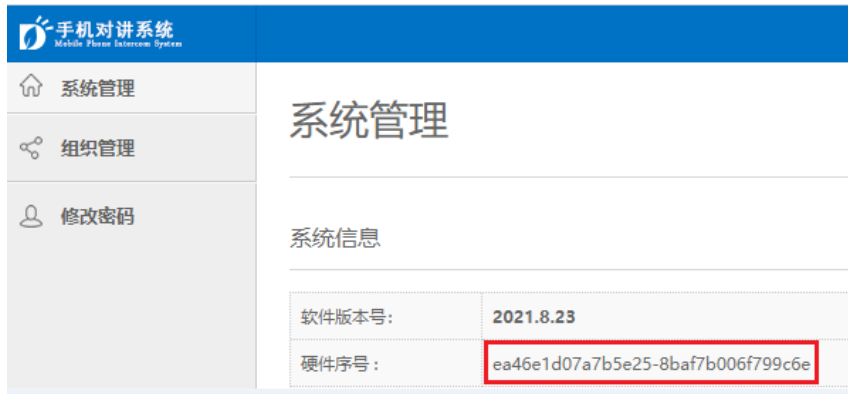 手机对讲系统
Mobile Phone Intercom System
系统管理
组织管理
修改密码
系统管理
系统信息
软件版本号: 2021.8.23
硬件序号: ea46e1d07a7b5e25-8baf7b006f799c6e